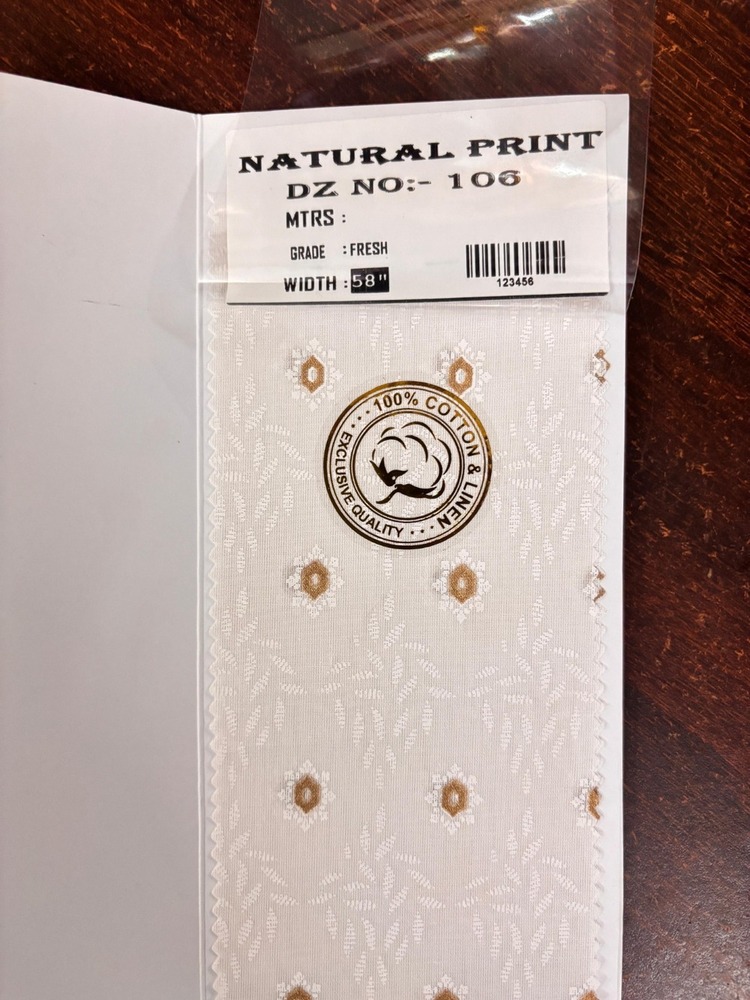 NATURAL PRINT
DZ NO:- 106
MTRS :
GRADE : FRESH
WIDTH : 58"
123456
100% COTTON & LINEN
EXCLUSIVE QUALITY